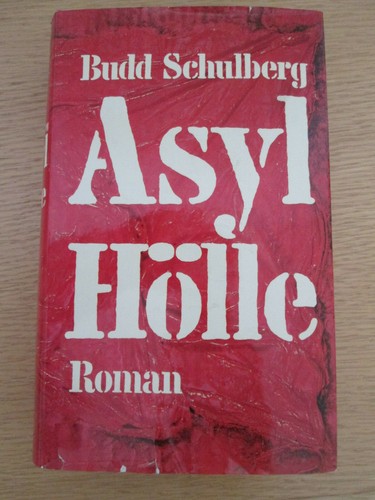 Budd Schulberg
Asyl
Hölle
Roman